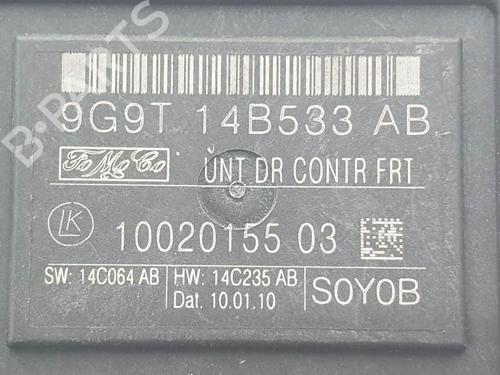 9G9T 14B533 AB
FoMoCo UNT DR CONTR FRT
LK 10020155 03
SW: 14C064 AB HW: 14C235 AB
Dat. 10.01.10 S0Y0B
B-PARTS